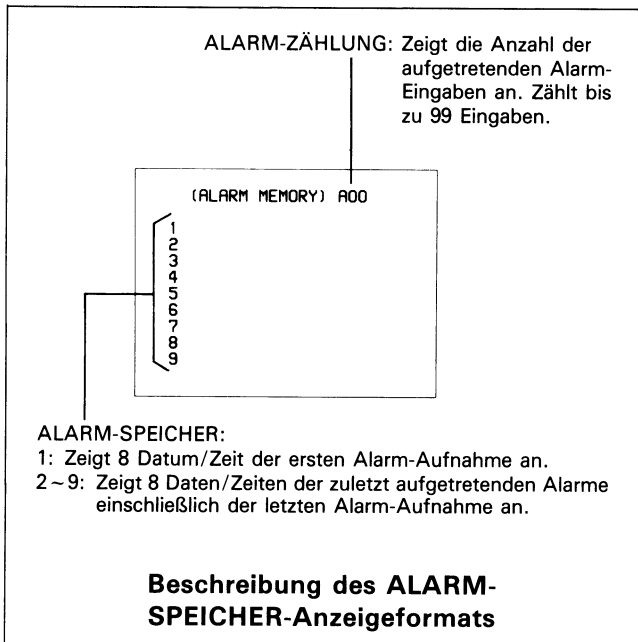 ALARM-ZÄHLUNG: Zeigt die Anzahl der
aufgetretenden Alarm-
Eingaben an. Zählt bis
zu 99 Eingaben.
(ALARM MEMORY) A00
1
2
3
4
5
6
7
8
9
ALARM-SPEICHER:
1: Zeigt 8 Datum/Zeit der ersten Alarm-Aufnahme an.
2~9: Zeigt 8 Daten/Zeiten der zuletzt aufgetretenden Alarme
einschließlich der letzten Alarm-Aufnahme an.
Beschreibung des ALARM-
SPEICHER-Anzeigeformats